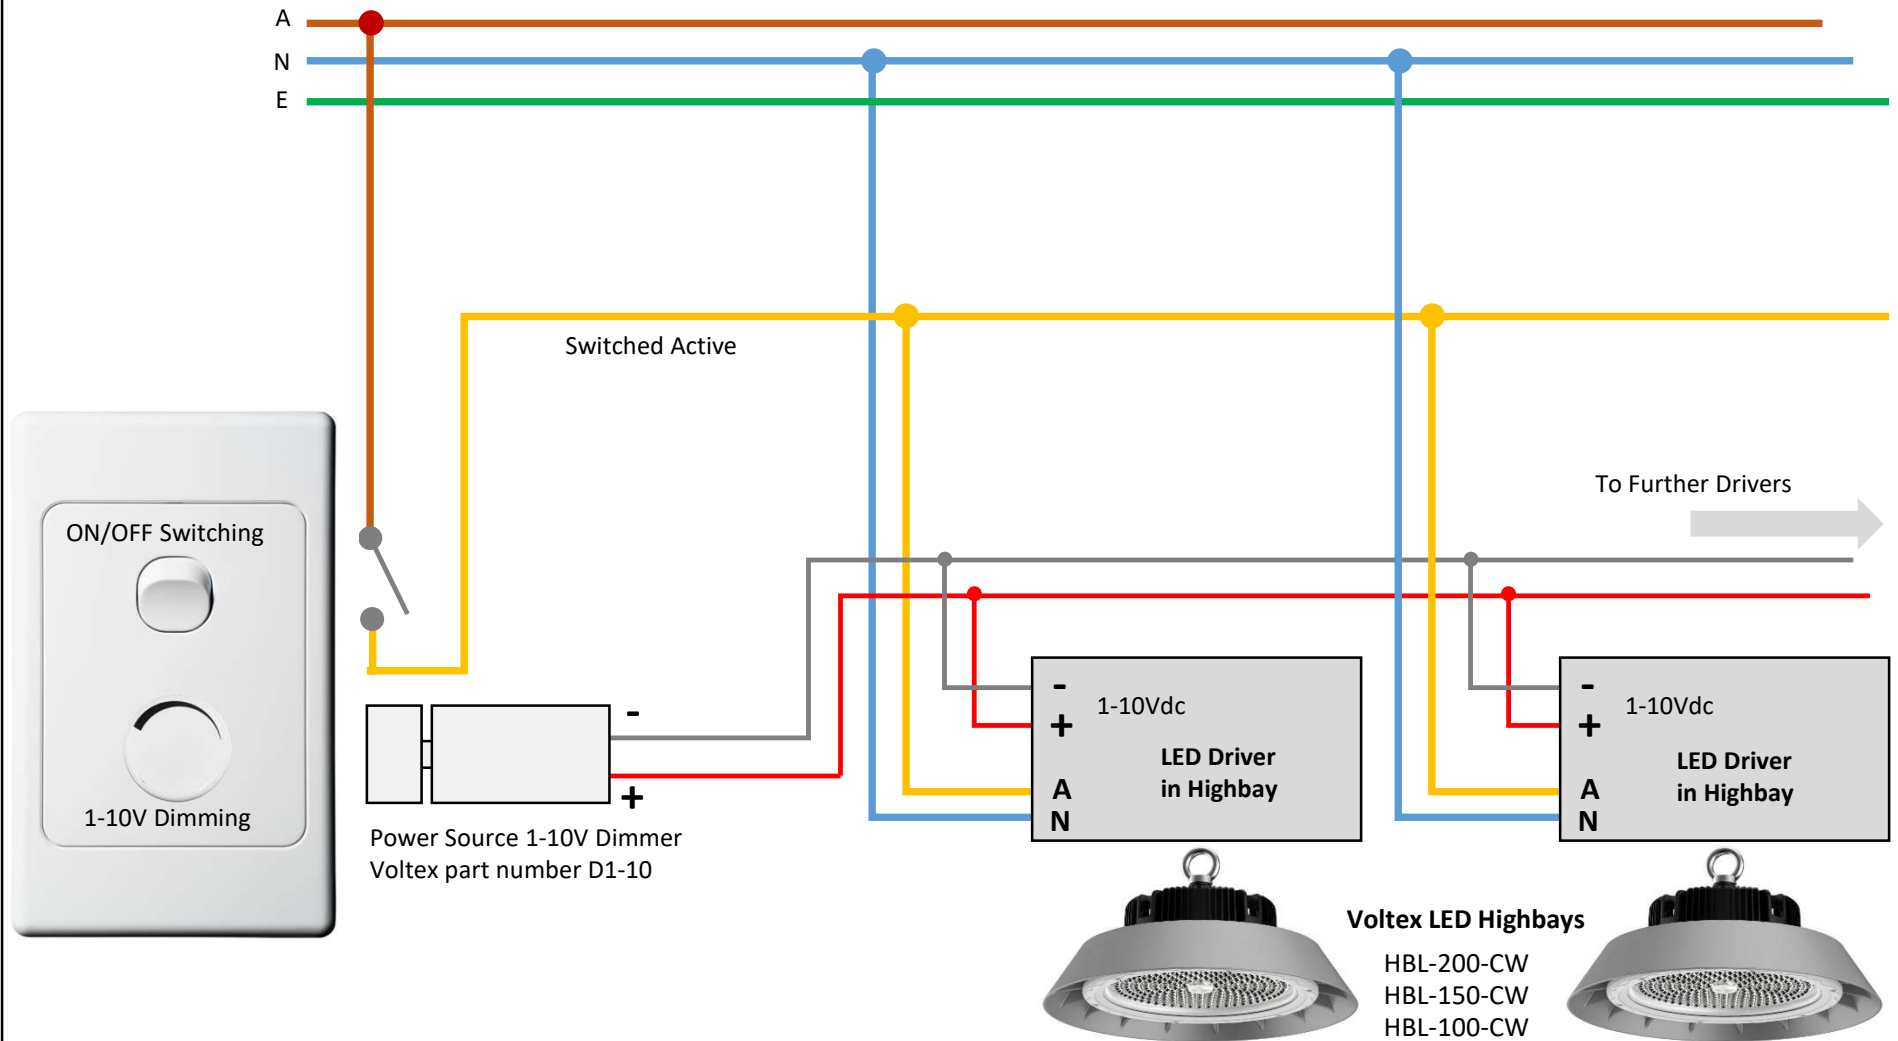 A
N
E
Switched Active
To Further Drivers
ON/OFF Switching
1-10V Dimming
-
+
Power Source 1-10V Dimmer
Voltex part number D1-10
-
1-10Vdc
+
LED Driver
in Highbay
A
N
-
1-10Vdc
+
LED Driver
in Highbay
A
N
Voltex LED Highbays
HBL-200-CW
HBL-150-CW
HBL-100-CW